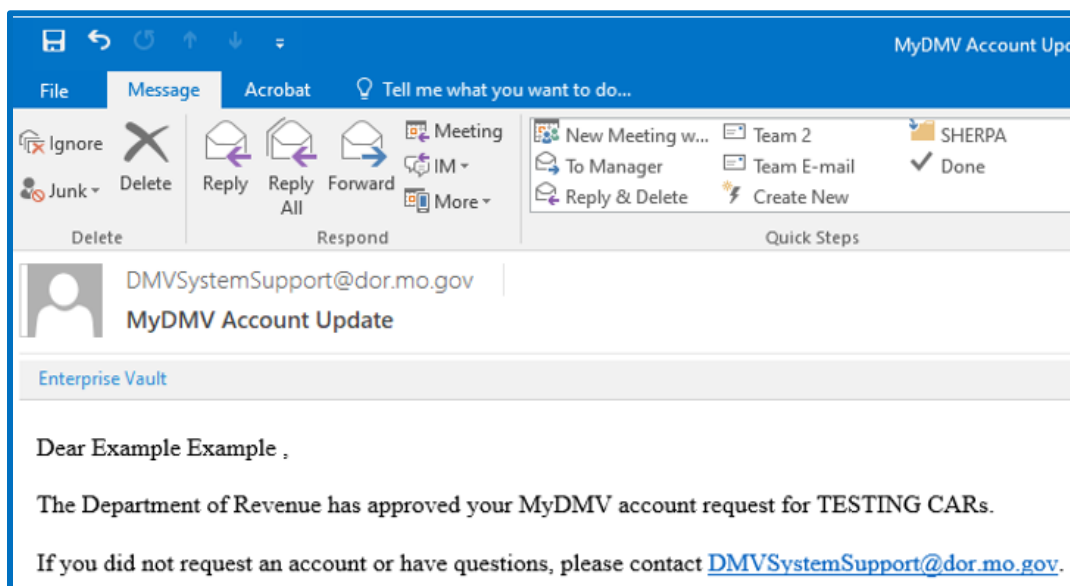 MyDMV Account Upd
File Message Acrobat Tell me what you want to do...
Ignore
Junk
Delete
Reply
Reply All
Forward
Meeting
IM
More
New Meeting w...
To Manager
Reply & Delete
Team 2
Team E-mail
Create New
SHERPA
Done
Delete
Respond
Quick Steps
DMVSystemSupport@dor.mo.gov
MyDMV Account Update
Enterprise Vault
Dear Example Example ,
The Department of Revenue has approved your MyDMV account request for TESTING CARs.
If you did not request an account or have questions, please contact DMVSystemSupport@dor.mo.gov.